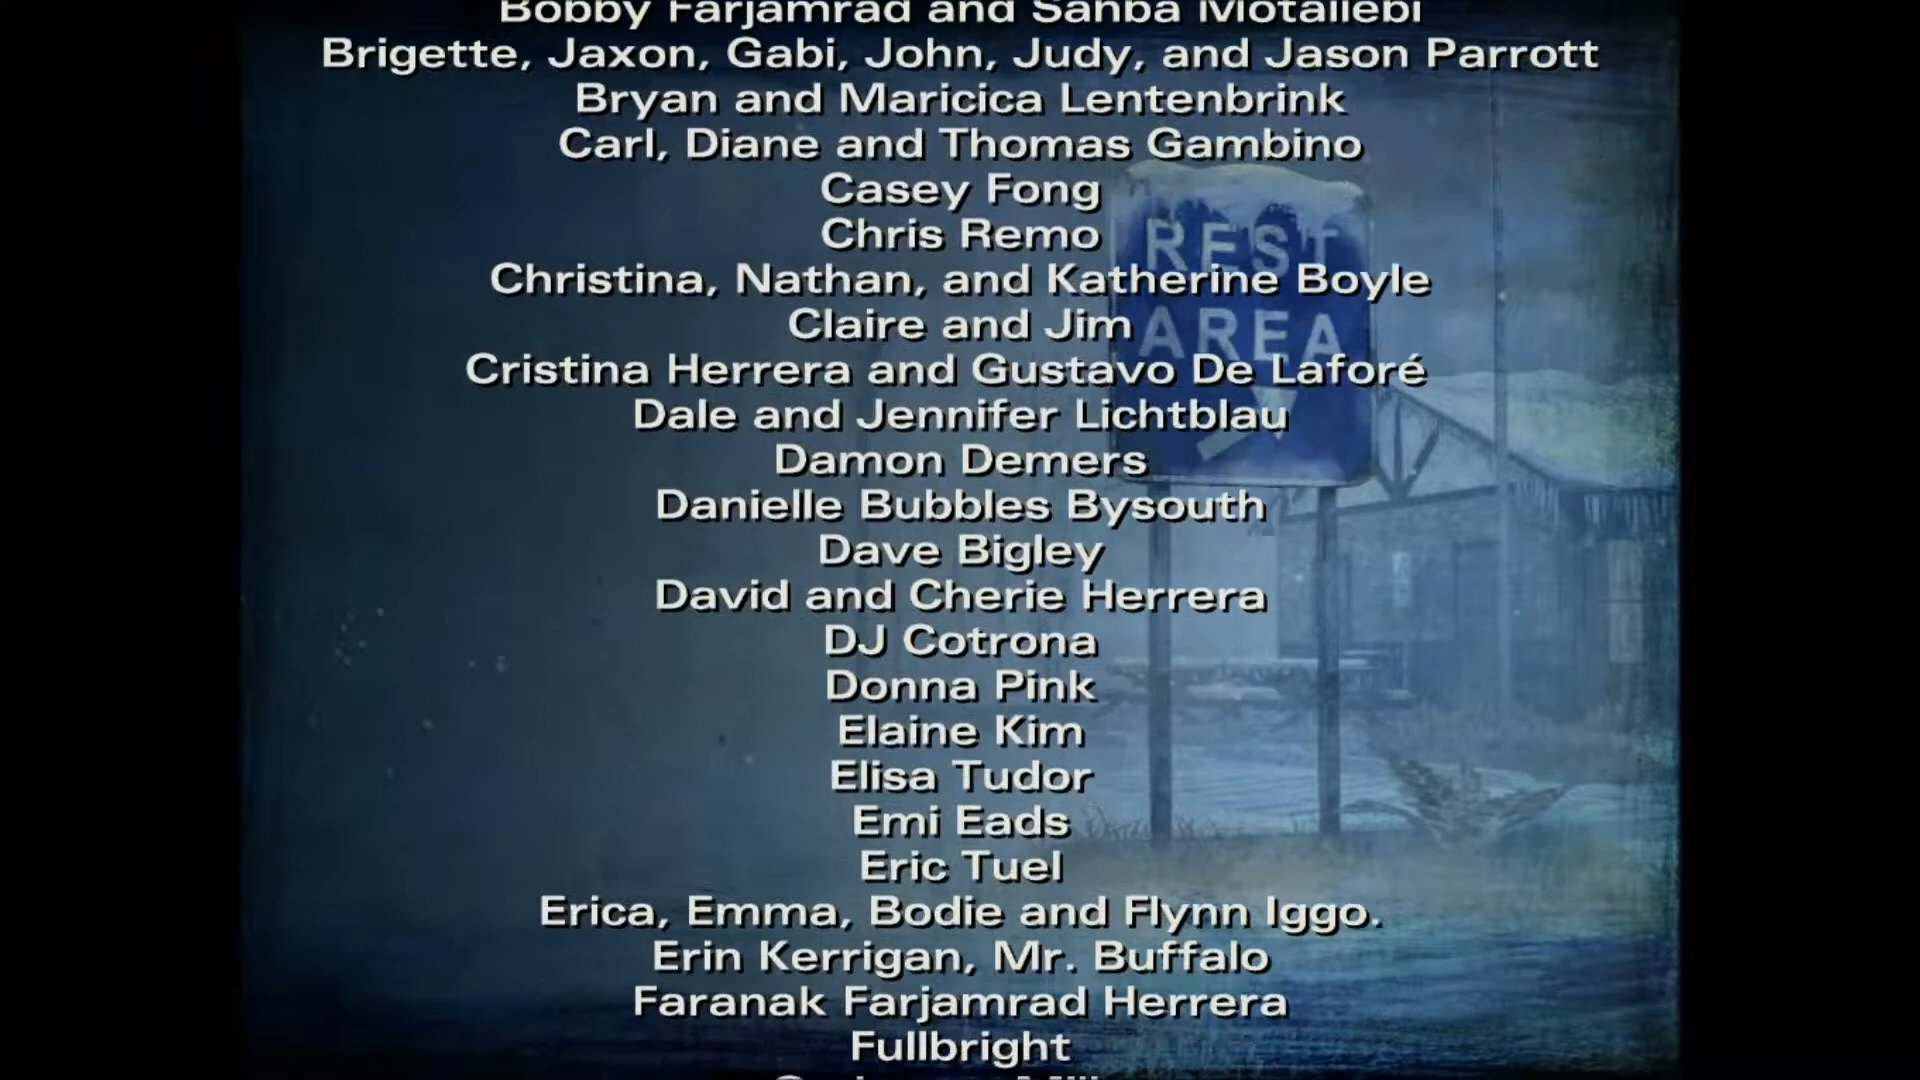 Bobby Farjamrad and Sahba Motallebi
Brigette, Jaxon, Gabi, John, Judy, and Jason Parrott
Bryan and Maricica Lentenbrink
Carl, Diane and Thomas Gambino
Casey Fong
Chris Remo
Christina, Nathan, and Katherine Boyle
Claire and Jim
Cristina Herrera and Gustavo De Laforé
Dale and Jennifer Lichtblau
Damon Demers
Danielle Bubbles Bysouth
Dave Bigley
David and Cherie Herrera
DJ Cotrona
Donna Pink
Elaine Kim
Elisa Tudor
Emi Eads
Eric Tuel
Erica, Emma, Bodie and Flynn Iggo.
Erin Kerrigan, Mr. Buffalo
Faranak Farjamrad Herrera
Fullbright
REST
AREA